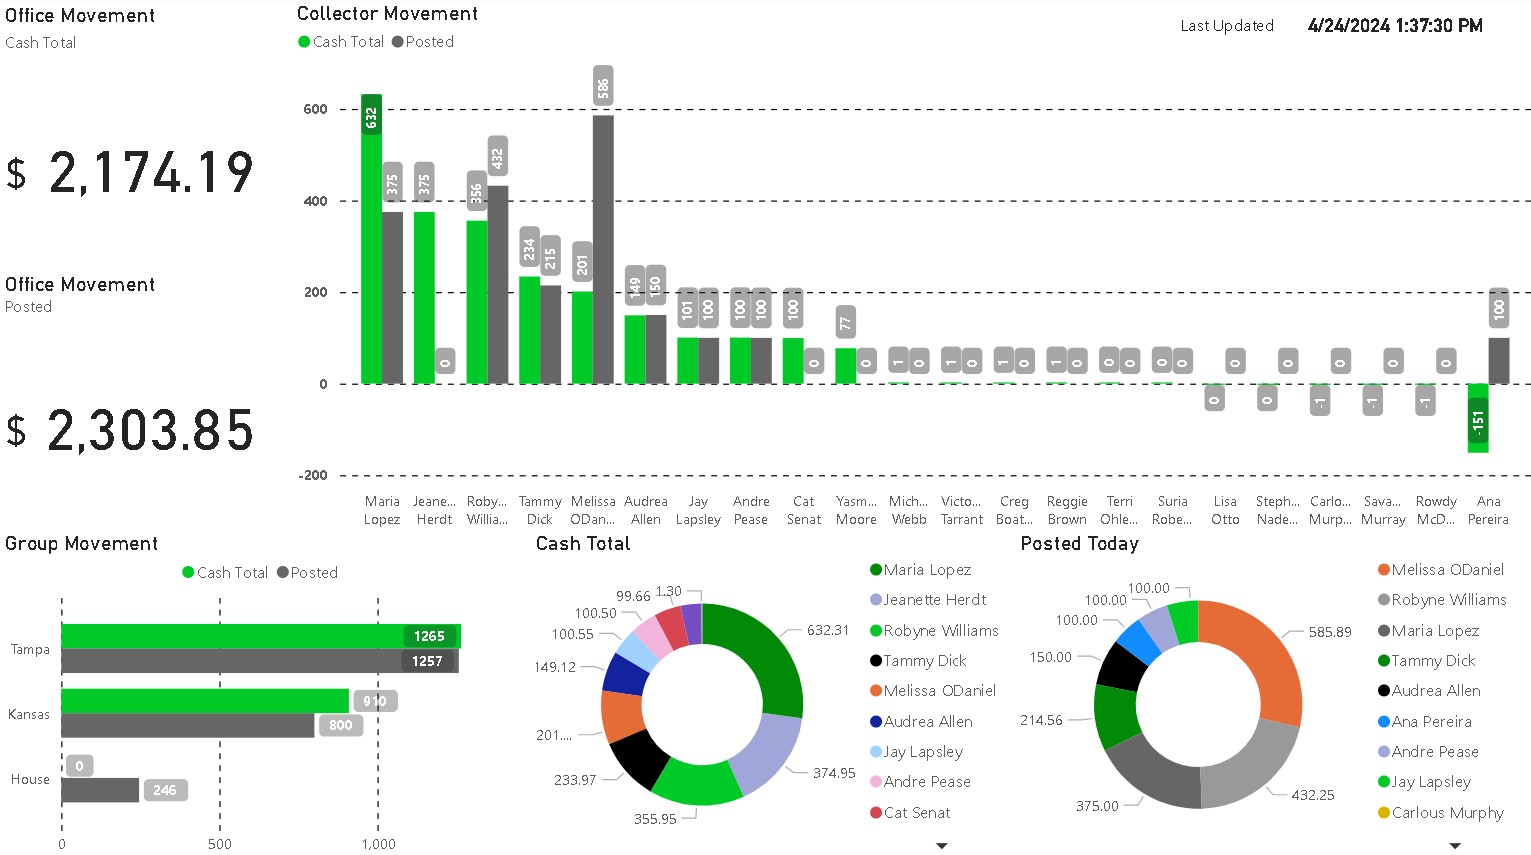 Office Movement
Cash Total
$ 2,174.19
Office Movement
Posted
$ 2,303.85
Collector Movement
Cash Total Posted
Last Updated 4/24/2024 1:37:30 PM
600
400
200
0
-200
632 375 375 0 356 432 234 215 201 586 149 150 101 100 100 100 100 0 77 0 1 0 1 0 1 0 1 0 0 0 0 0 0 0 0 0 -1 0 -1 0 -1 0 -151 100
Maria Jeane... Roby... Tammy Melissa Audrea Jay Andre Cat Yasm... Mich... Victo... Creg Reggie Terri Suria Lisa Steph... Carlo... Sava... Rowdy Ana
Lopez Herdt Willia... Dick ODan... Allen Lapsley Pease Senat Moore Webb Tarrant Boat... Brown Ohle... Robe... Otto Nade... Murp... Murray McD... Pereira
Group Movement
Cash Total Posted
Tampa
1265
1257
Kansas
910
800
House
0
246
0 500 1,000
Cash Total
632.31
374.95
355.95
233.97
201....
149.12
100.55
100.50
99.66
1.30
Maria Lopez
Jeanette Herdt
Robyne Williams
Tammy Dick
Melissa ODaniel
Audrea Allen
Jay Lapsley
Andre Pease
Cat Senat
Posted Today
585.89
432.25
375.00
214.56
150.00
100.00
100.00
100.00
Melissa ODaniel
Robyne Williams
Maria Lopez
Tammy Dick
Audrea Allen
Ana Pereira
Andre Pease
Jay Lapsley
Carlous Murphy